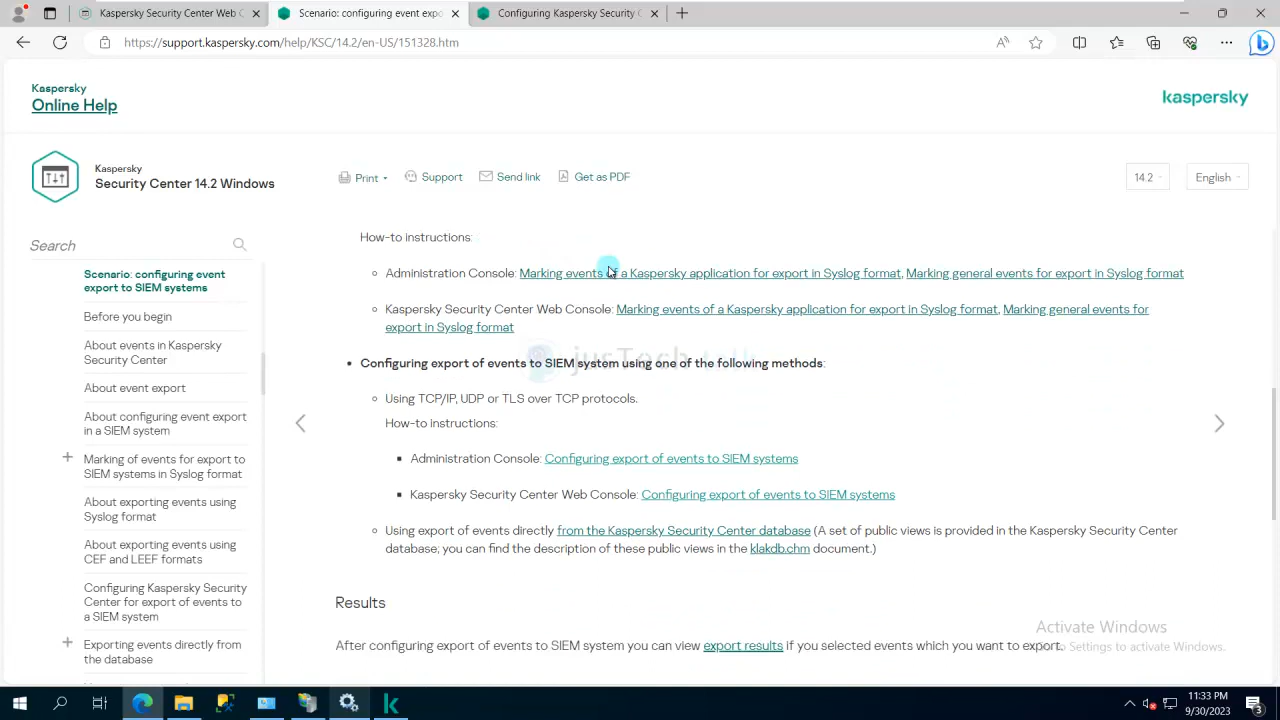 Kaspersky Security Center Web C
Scenario: configuring event expo
Configuring Kaspersky Security C
https://support.kaspersky.com/help/KSC/14.2/en-US/151328.htm
Kaspersky
Online Help
kaspersky
Kaspersky
Security Center 14.2 Windows
Print
Support
Send link
Get as PDF
14.2
English
Search
Scenario: configuring event
export to SIEM systems
Before you begin
About events in Kaspersky
Security Center
About event export
About configuring event export
in a SIEM system
Marking of events for export to
SIEM systems in Syslog format
About exporting events using
Syslog format
About exporting events using
CEF and LEEF formats
Configuring Kaspersky Security
Center for export of events to
a SIEM system
Exporting events directly from
the database
How-to instructions:
Administration Console: Marking events of a Kaspersky application for export in Syslog format, Marking general events for export in Syslog format
Kaspersky Security Center Web Console: Marking events of a Kaspersky application for export in Syslog format, Marking general events for
export in Syslog format
Configuring export of events to SIEM system using one of the following methods:
Using TCP/IP, UDP or TLS over TCP protocols.
How-to instructions:
Administration Console: Configuring export of events to SIEM systems
Kaspersky Security Center Web Console: Configuring export of events to SIEM systems
Using export of events directly from the Kaspersky Security Center database (A set of public views is provided in the Kaspersky Security Center
database; you can find the description of these public views in the klakdb.chm document.)
Results
After configuring export of events to SIEM system you can view export results if you selected events which you want to export.
jusTech
Activate Windows
to Settings to activate Windows.
11:33 PM
9/30/2023
3